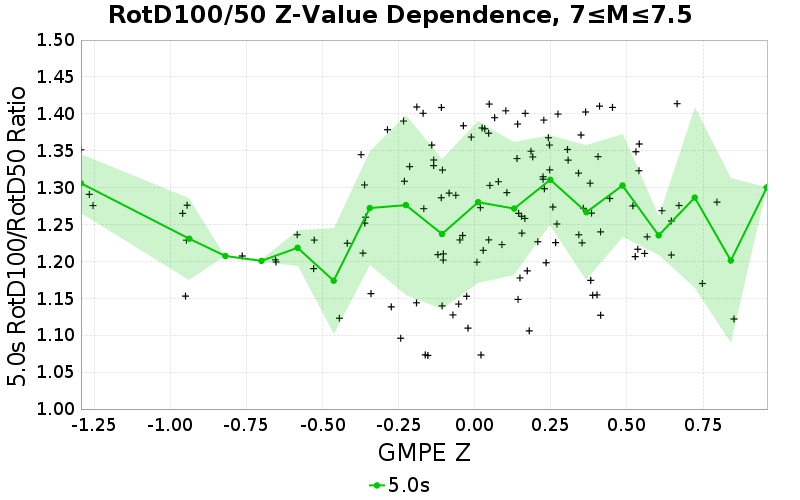 RotD100/50 Z-Value Dependence, 7≤M≤7.5
5.0s RotD100/RotD50 Ratio
1.50
1.45
1.40
1.35
1.30
1.25
1.20
1.15
1.10
1.05
1.00
-1.25 -1.00 -0.75 -0.50 -0.25 0.00 0.25 0.50 0.75
GMPE Z
5.0s